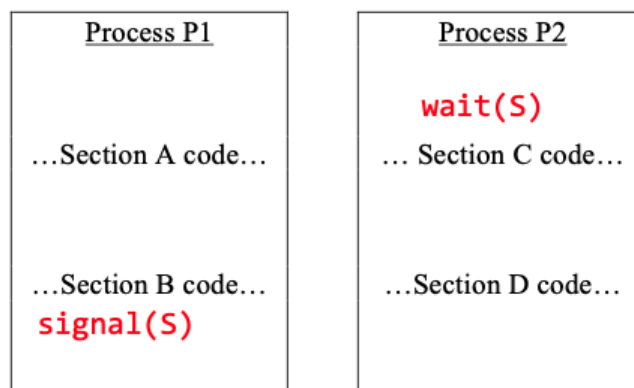 Process P1
…Section A code…
…Section B code…
signal(S)
Process P2
wait(S)
… Section C code…
…Section D code…